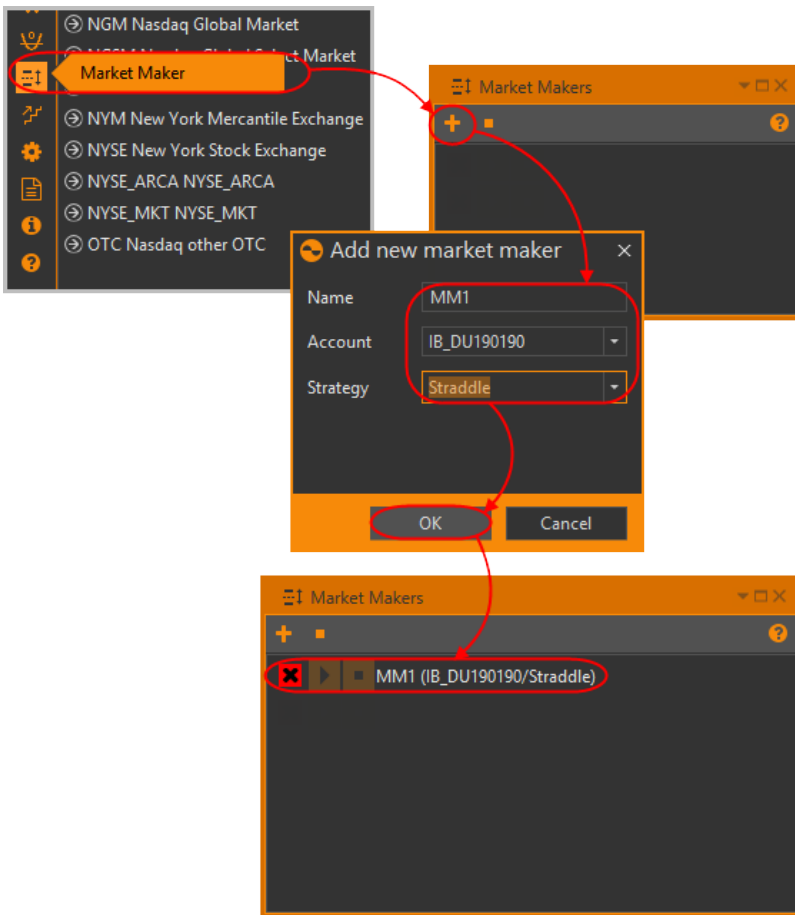 NGM Nasdaq Global Market
Market
Market Maker
NYM New York Mercantile Exchange
NYSE New York Stock Exchange
NYSE_ARCA NYSE_ARCA
NYSE_MKT NYSE_MKT
OTC Nasdaq other OTC
Market Makers
Add new market maker
Name MM1
Account IB_DU190190
Strategy Straddle
OK Cancel
Market Makers
MM1 (IB_DU190190/Straddle)